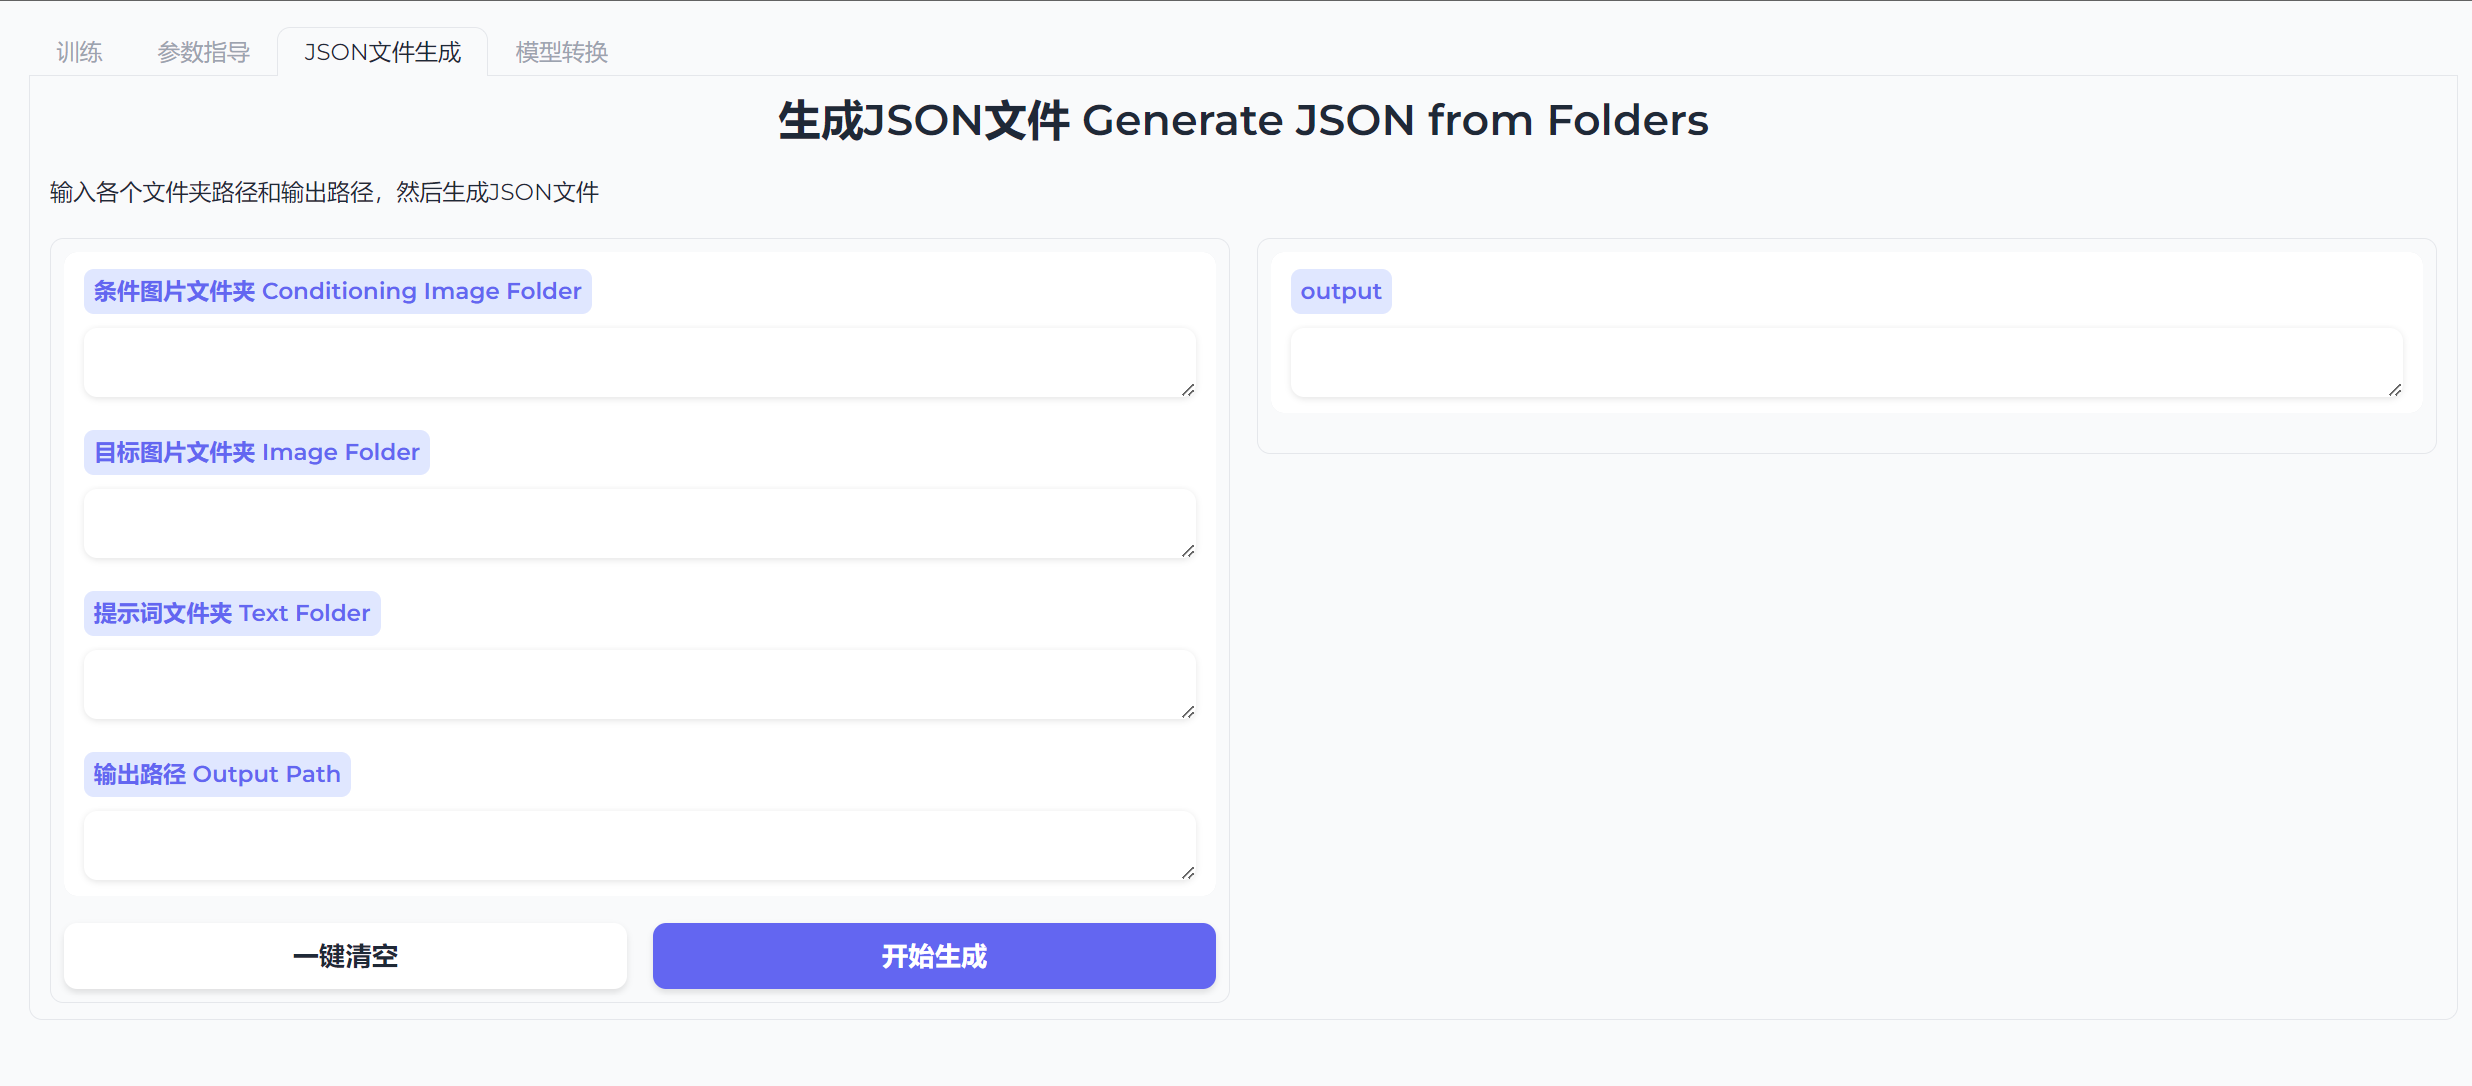 训练
参数指导
JSON文件生成
模型转换
生成JSON文件 Generate JSON from Folders
输入各个文件夹路径和输出路径，然后生成JSON文件
条件图片文件夹 Conditioning Image Folder
目标图片文件夹 Image Folder
提示词文件夹 Text Folder
输出路径 Output Path
一键清空
开始生成
output